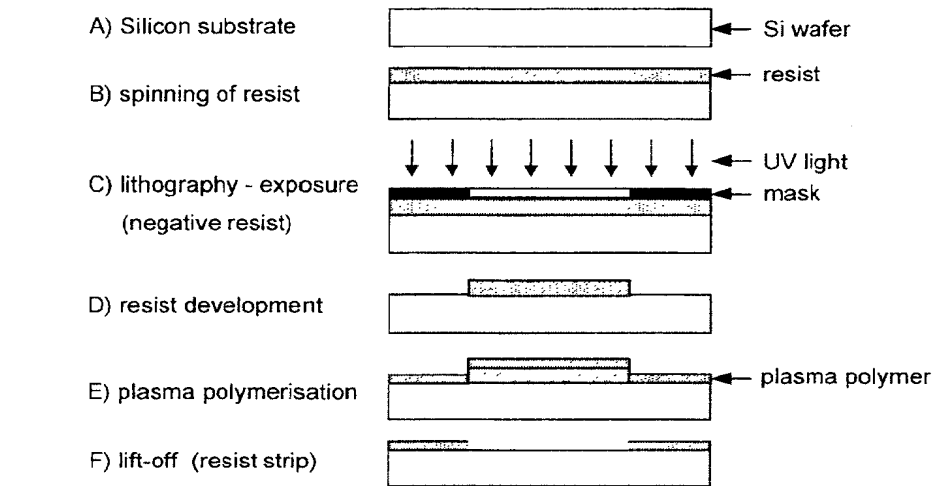 A) Silicon substrate
Si wafer
resist
B) spinning of resist
UV light
C) lithography - exposure
mask
(negative resist)
D) resist development
plasma polymer
E) plasma polymerisation
F) lift-off (resist strip)